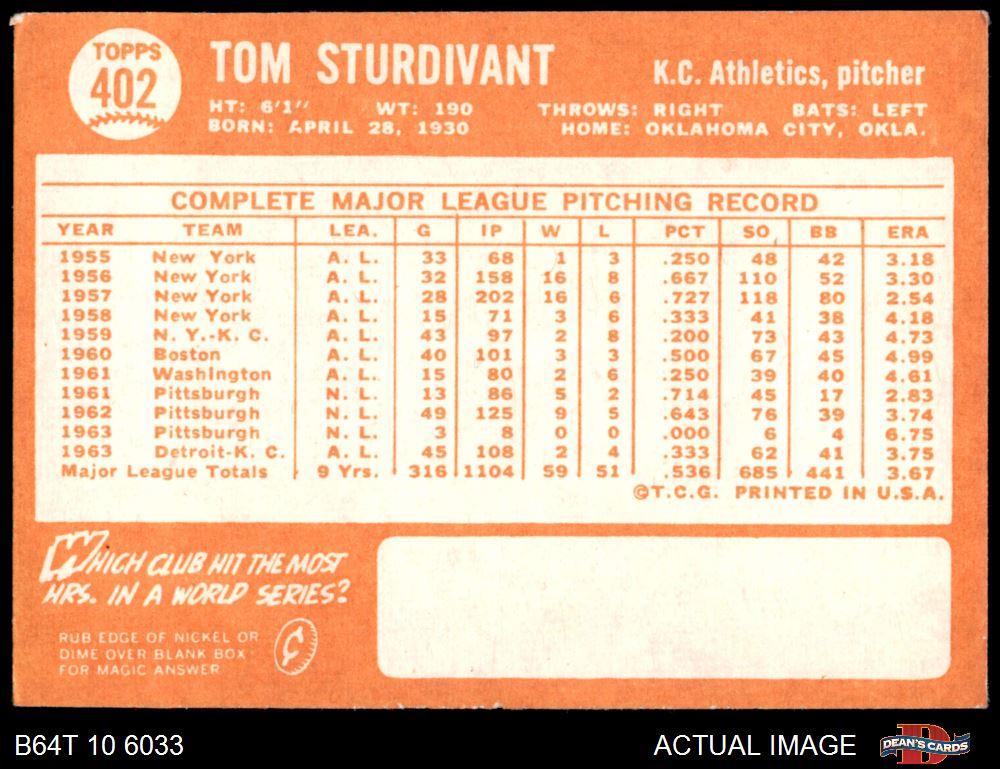 TOPPS
402
TOM STURDIVANT K.C. Athletics, pitcher
HT: 6'1" WT: 190 THROWS: RIGHT BATS: LEFT
BORN: APRIL 28, 1930 HOME: OKLAHOMA CITY, OKLA.
COMPLETE MAJOR LEAGUE PITCHING RECORD
YEAR TEAM LEA. G IP W L PCT SO BB ERA
1955 New York A. L. 33 68 1 3 .250 48 42 3.18
1956 New York A. L. 32 158 16 8 .667 110 52 3.30
1957 New York A. L. 28 202 16 6 .727 118 80 2.54
1958 New York A. L. 15 71 3 6 .333 41 38 4.18
1959 N. Y.-K. C. A. L. 43 97 2 8 .200 73 43 4.73
1960 Boston A. L. 40 101 3 3 .500 67 45 4.99
1961 Washington A. L. 15 80 2 6 .250 39 40 4.61
1961 Pittsburgh N. L. 13 86 5 2 .714 45 17 2.83
1962 Pittsburgh N. L. 49 125 9 5 .643 76 39 3.74
1963 Pittsburgh N. L. 3 8 0 0 .000 6 4 6.75
1963 Detroit-K. C. A. L. 45 108 2 4 .333 62 41 3.75
Major League Totals 9 Yrs. 316 1104 59 51 .536 685 441 3.67
©T.C.G. PRINTED IN U.S.A.
WHICH CLUB HIT THE MOST
HRS. IN A WORLD SERIES?
RUB EDGE OF NICKEL OR
DIME OVER BLANK BOX
FOR MAGIC ANSWER
¢
B64T 10 6033 ACTUAL IMAGE DEAN'S CARDS